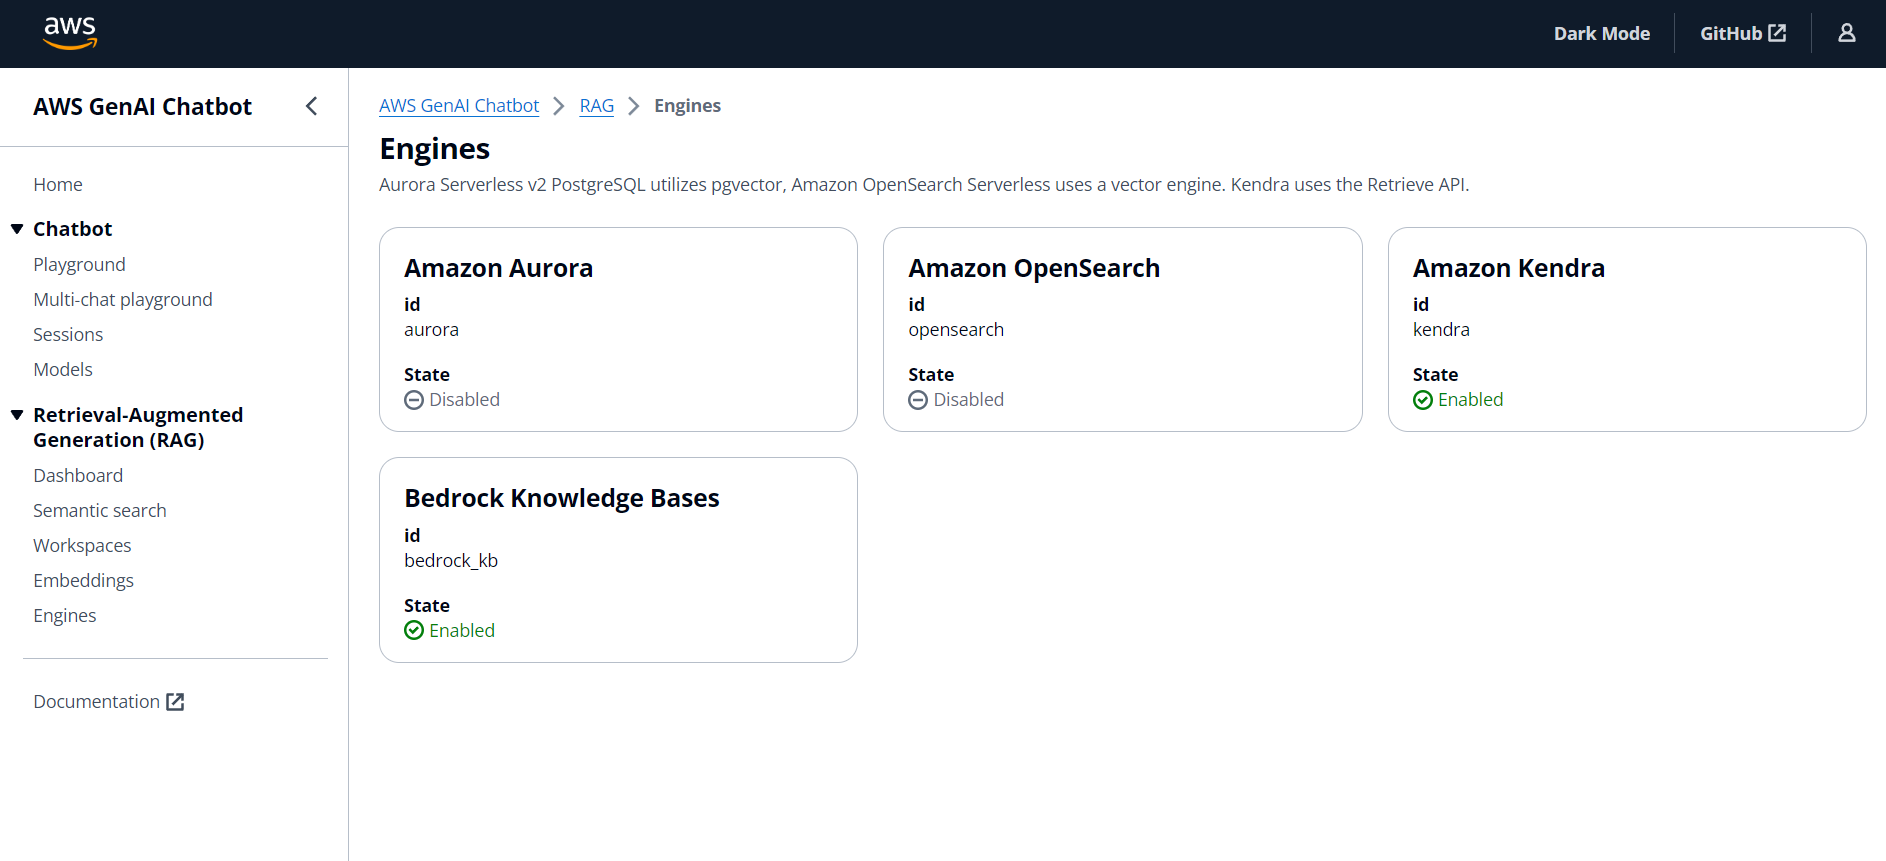 aws
Dark Mode
GitHub
AWS GenAI Chatbot
Home
Chatbot
Playground
Multi-chat playground
Sessions
Models
Retrieval-Augmented
Generation (RAG)
Dashboard
Semantic search
Workspaces
Embeddings
Engines
Documentation
AWS GenAI Chatbot > RAG > Engines
Engines
Aurora Serverless v2 PostgreSQL utilizes pgvector, Amazon OpenSearch Serverless uses a vector engine. Kendra uses the Retrieve API.
Amazon Aurora
id
aurora
State
Disabled
Amazon OpenSearch
id
opensearch
State
Disabled
Amazon Kendra
id
kendra
State
Enabled
Bedrock Knowledge Bases
id
bedrock_kb
State
Enabled